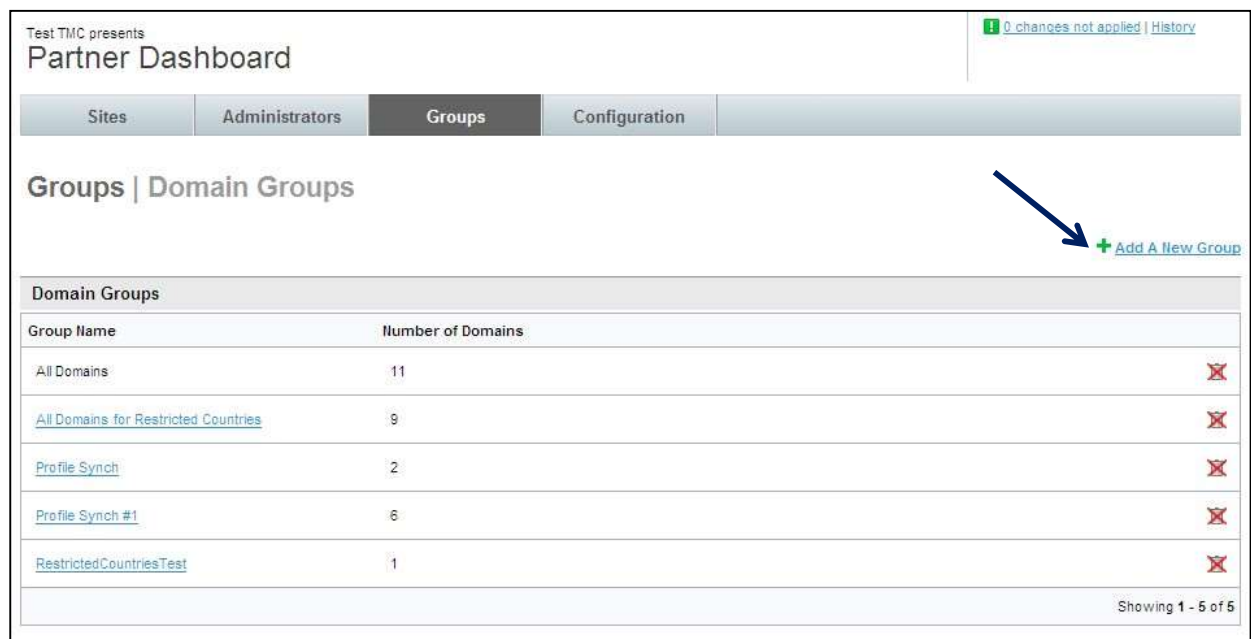 Test TMC presents
Partner Dashboard
0 changes not applied | History
Sites Administrators Groups Configuration
Groups | Domain Groups
Add A New Group
Domain Groups
Group Name Number of Domains
All Domains 11
All Domains for Restricted Countries 9
Profile Synch 2
Profile Synch #1 6
RestrictedCountriesTest 1
Showing 1 - 5 of 5